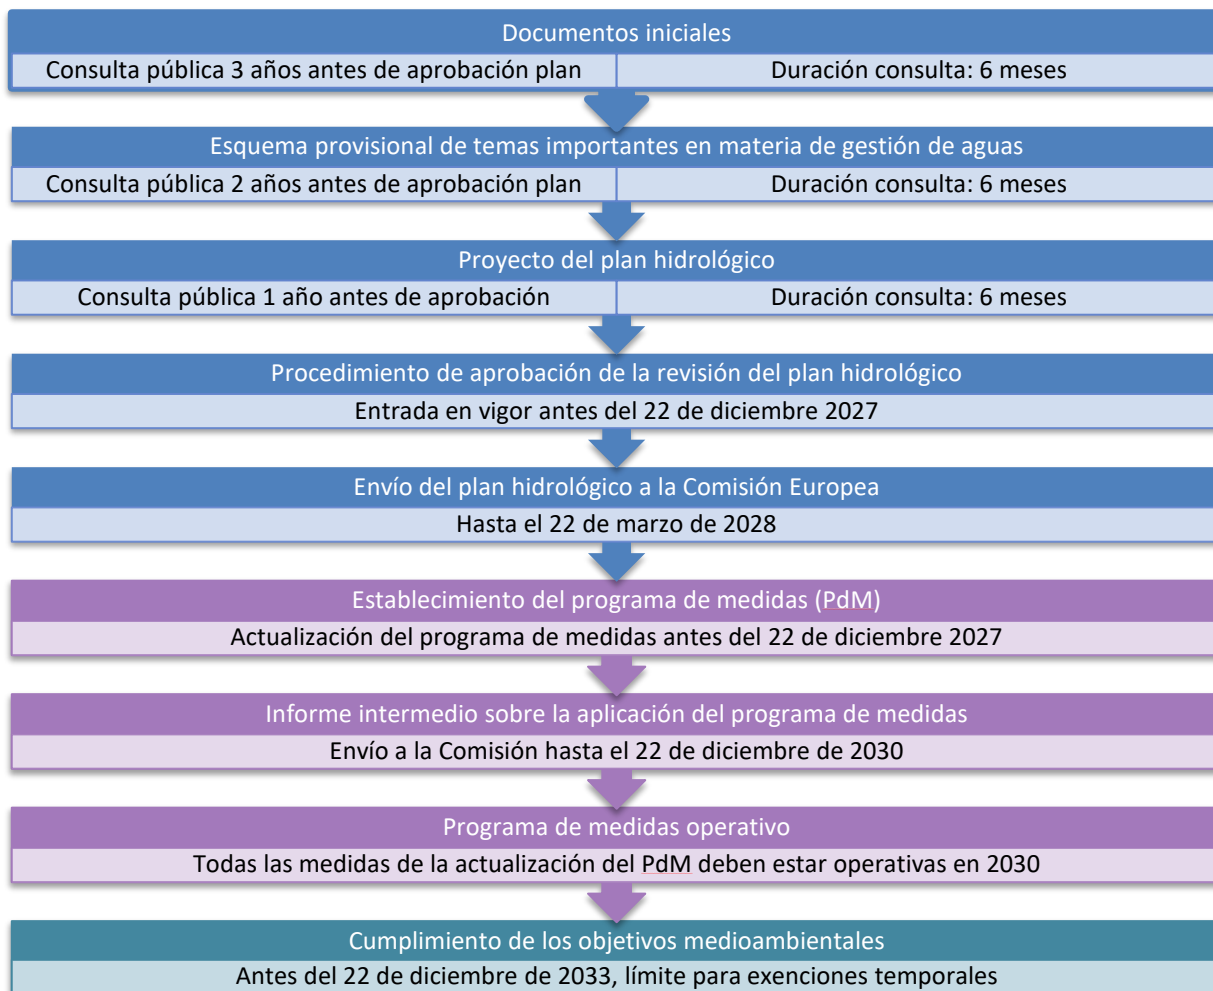 Documentos iniciales
Consulta pública 3 años antes de aprobación plan
Duración consulta: 6 meses
Esquema provisional de temas importantes en materia de gestión de aguas
Consulta pública 2 años antes de aprobación plan
Duración consulta: 6 meses
Proyecto del plan hidrológico
Consulta pública 1 año antes de aprobación
Duración consulta: 6 meses
Procedimiento de aprobación de la revisión del plan hidrológico
Entrada en vigor antes del 22 de diciembre 2027
Envío del plan hidrológico a la Comisión Europea
Hasta el 22 de marzo de 2028
Establecimiento del programa de medidas (PdM)
Actualización del programa de medidas antes del 22 de diciembre 2027
Informe intermedio sobre la aplicación del programa de medidas
Envío a la Comisión hasta el 22 de diciembre de 2030
Programa de medidas operativo
Todas las medidas de la actualización del PdM deben estar operativas en 2030
Cumplimiento de los objetivos medioambientales
Antes del 22 de diciembre de 2033, límite para exenciones temporales